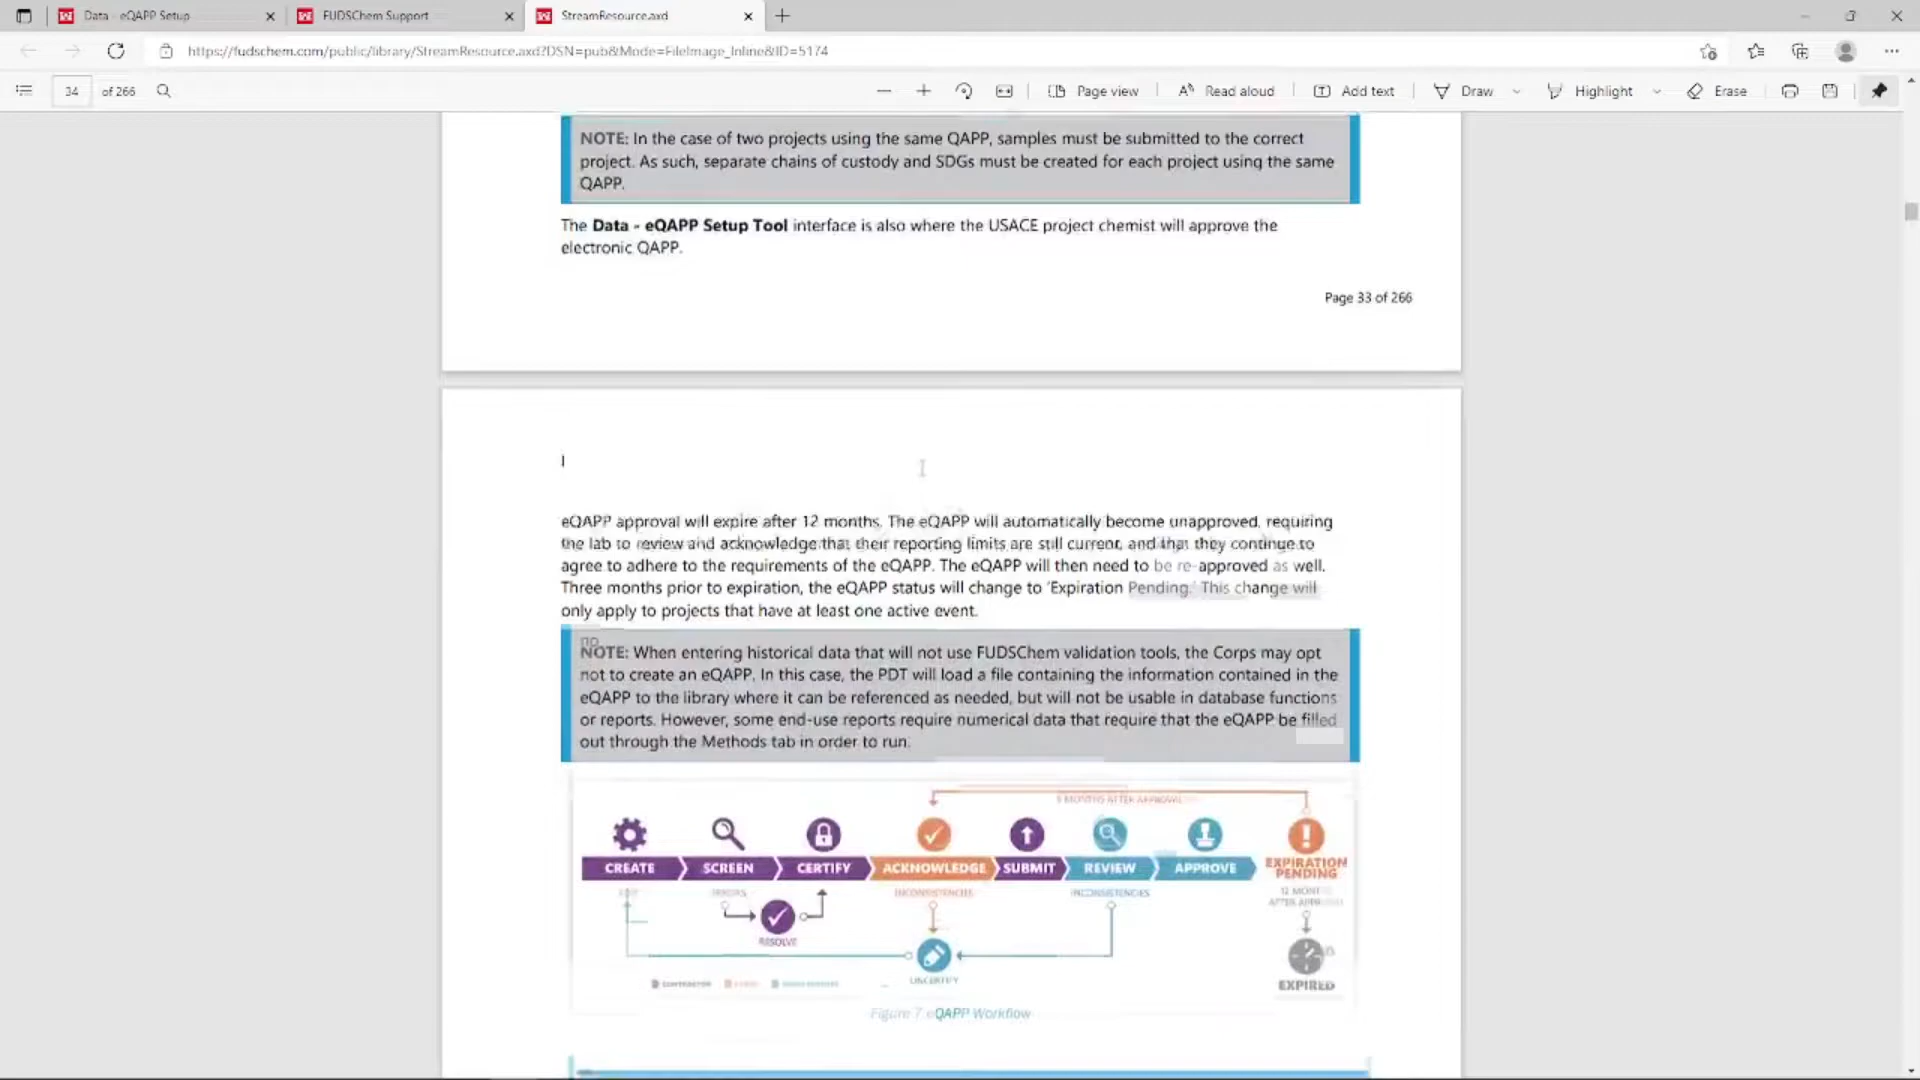 Data - eQAPP Setup
FUDSChem Support
StreamResource.axd
https://fudschem.com/public/library/StreamResource.axd?DSN=pub&Mode=FileImage_Inline&ID=5174
34 of 266
Page view
Read aloud
Add text
Draw
Highlight
Erase
NOTE: In the case of two projects using the same QAPP, samples must be submitted to the correct
project. As such, separate chains of custody and SDGs must be created for each project using the same
QAPP.
The Data - eQAPP Setup Tool interface is also where the USACE project chemist will approve the
electronic QAPP.
Page 33 of 266
eQAPP approval will expire after 12 months. The eQAPP will automatically become unapproved, requiring
the lab to review and acknowledge that their reporting limits are still current, and that they continue to
agree to adhere to the requirements of the eQAPP. The eQAPP will then need to be re-approved as well.
Three months prior to expiration, the eQAPP status will change to 'Expiration Pending.' This change will
only apply to projects that have at least one active event.
NOTE: When entering historical data that will not use FUDSChem validation tools, the Corps may opt
not to create an eQAPP. In this case, the PDT will load a file containing the information contained in the
eQAPP to the library where it can be referenced as needed, but will not be usable in database functions
or reports. However, some end-use reports require numerical data that require that the eQAPP be filled
out through the Methods tab in order to run.
MONTHS AFTER APPROVAL
CREATE
SCREEN
CERTIFY
ACKNOWLEDGE
SUBMIT
REVIEW
APPROVE
EXPIRATION
PENDING
ERRORS
INCONSISTENCIES
INCONSISTENCIES
12 MONTHS
AFTER
RESOLVE
UNCERTIFY
EXPIRED
CONTRACTOR
Figure 7 eQAPP Workflow